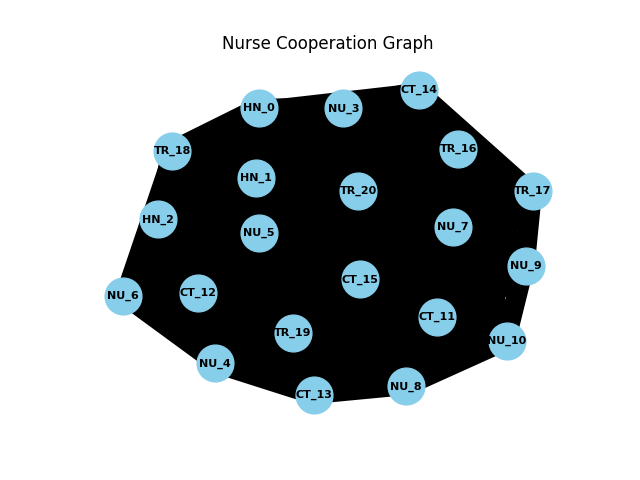 Nurse Cooperation Graph
CT_14
HN_0
NU_3
TR_18
TR_16
HN_1
TR_20
TR_17
HN_2
NU_5
NU_7
NU_9
CT_15
NU_6
CT_12
CT_11
TR_19
NU_10
NU_4
NU_8
CT_13